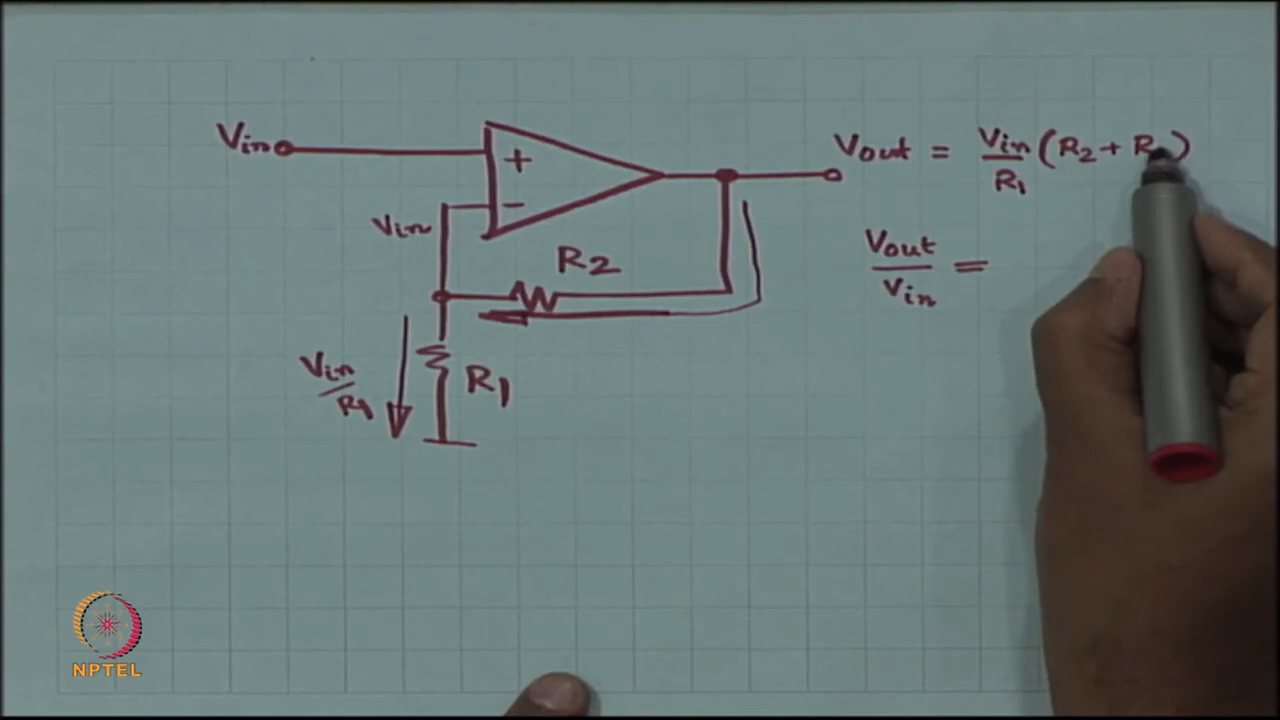 Vin
+
Vout = Vin/R1 (R2 + R
-
Vin
R2
Vout/Vin =
Vin/R1
R1
NPTEL